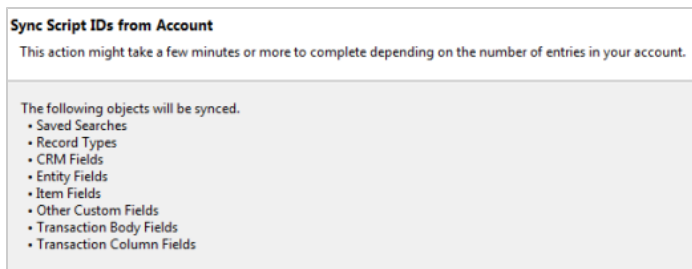 Sync Script IDs from Account
This action might take a few minutes or more to complete depending on the number of entries in your account.
The following objects will be synced.
• Saved Searches
• Record Types
• CRM Fields
• Entity Fields
• Item Fields
• Other Custom Fields
• Transaction Body Fields
• Transaction Column Fields